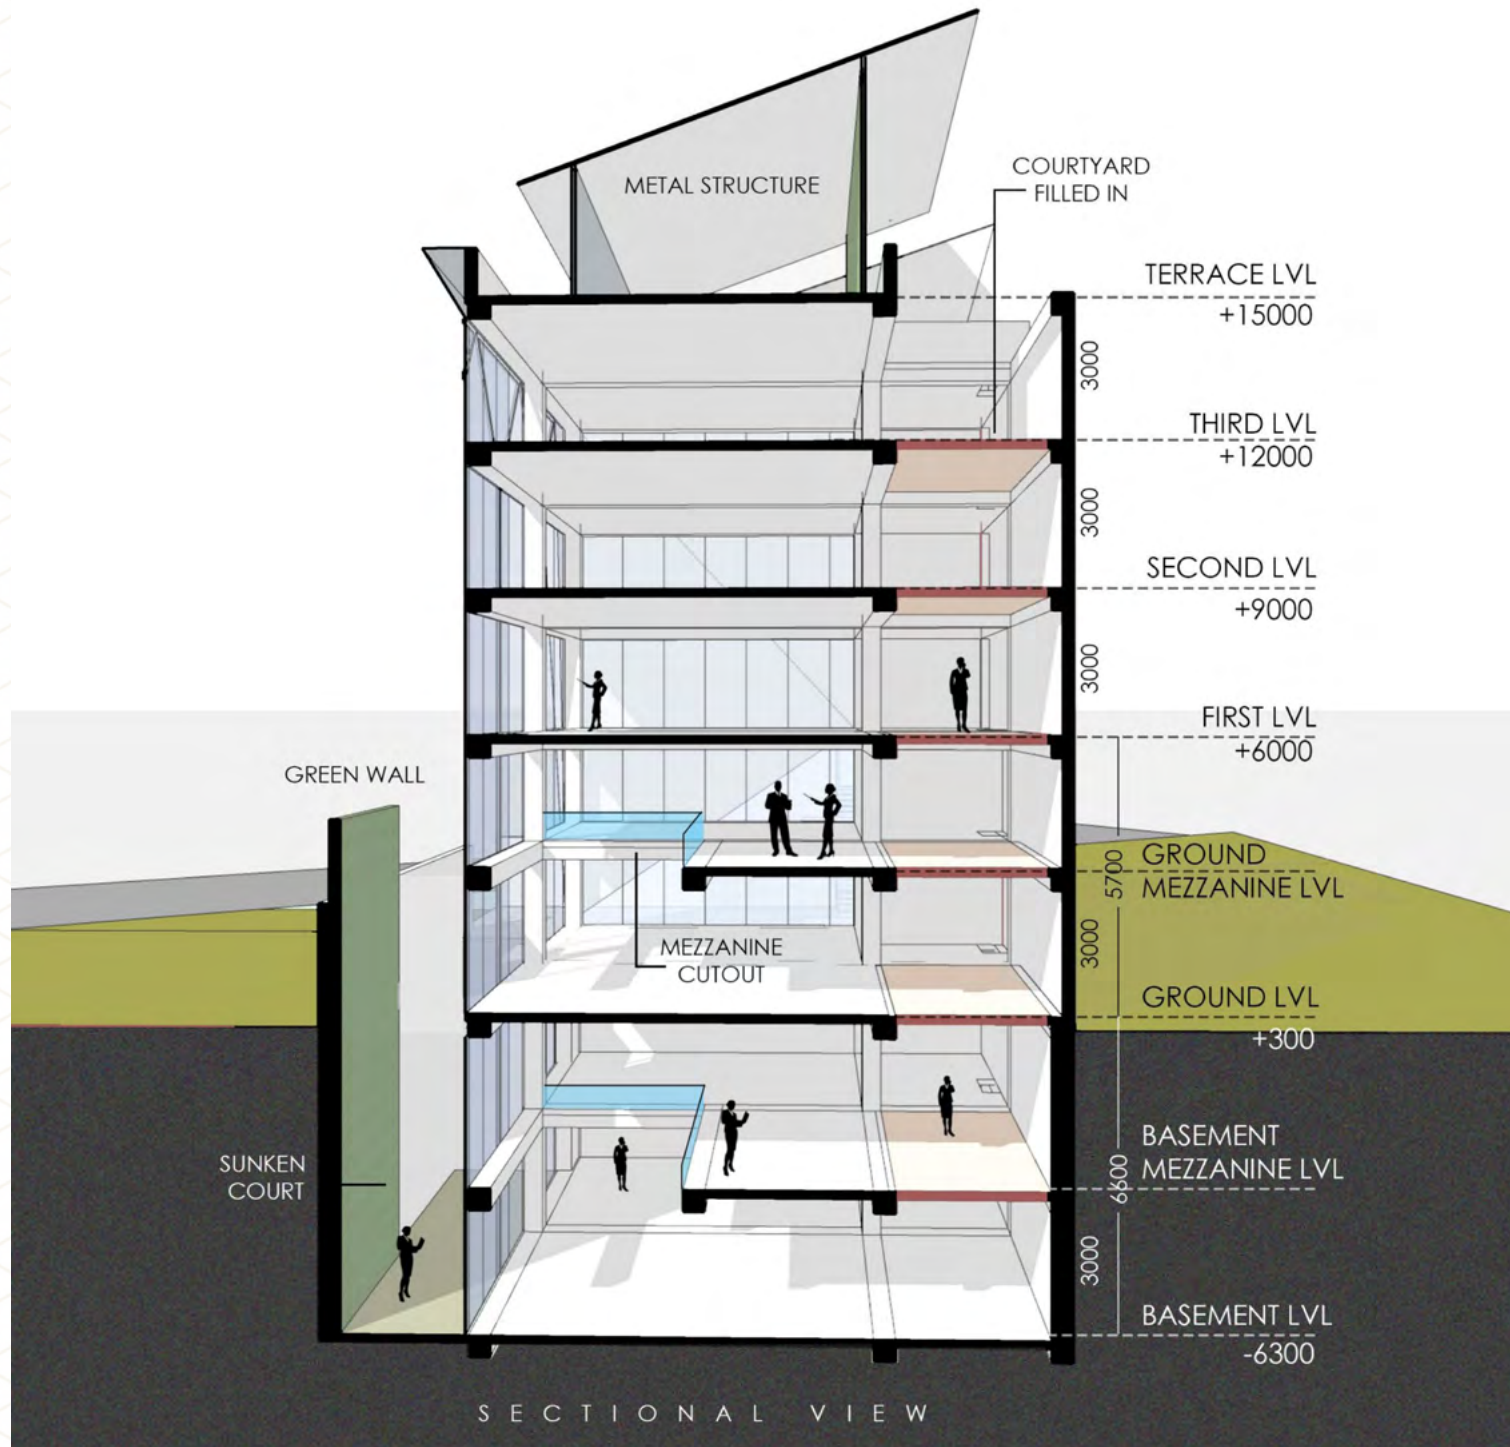 METAL STRUCTURE
COURTYARD
FILLED IN
TERRACE LVL
+15000
3000
THIRD LVL
+12000
3000
SECOND LVL
+9000
3000
FIRST LVL
+6000
GREEN WALL
GROUND
MEZZANINE LVL
5700
MEZZANINE
CUTOUT
3000
GROUND LVL
+300
BASEMENT
MEZZANINE LVL
6600
SUNKEN
COURT
3000
BASEMENT LVL
-6300
SECTIONAL VIEW